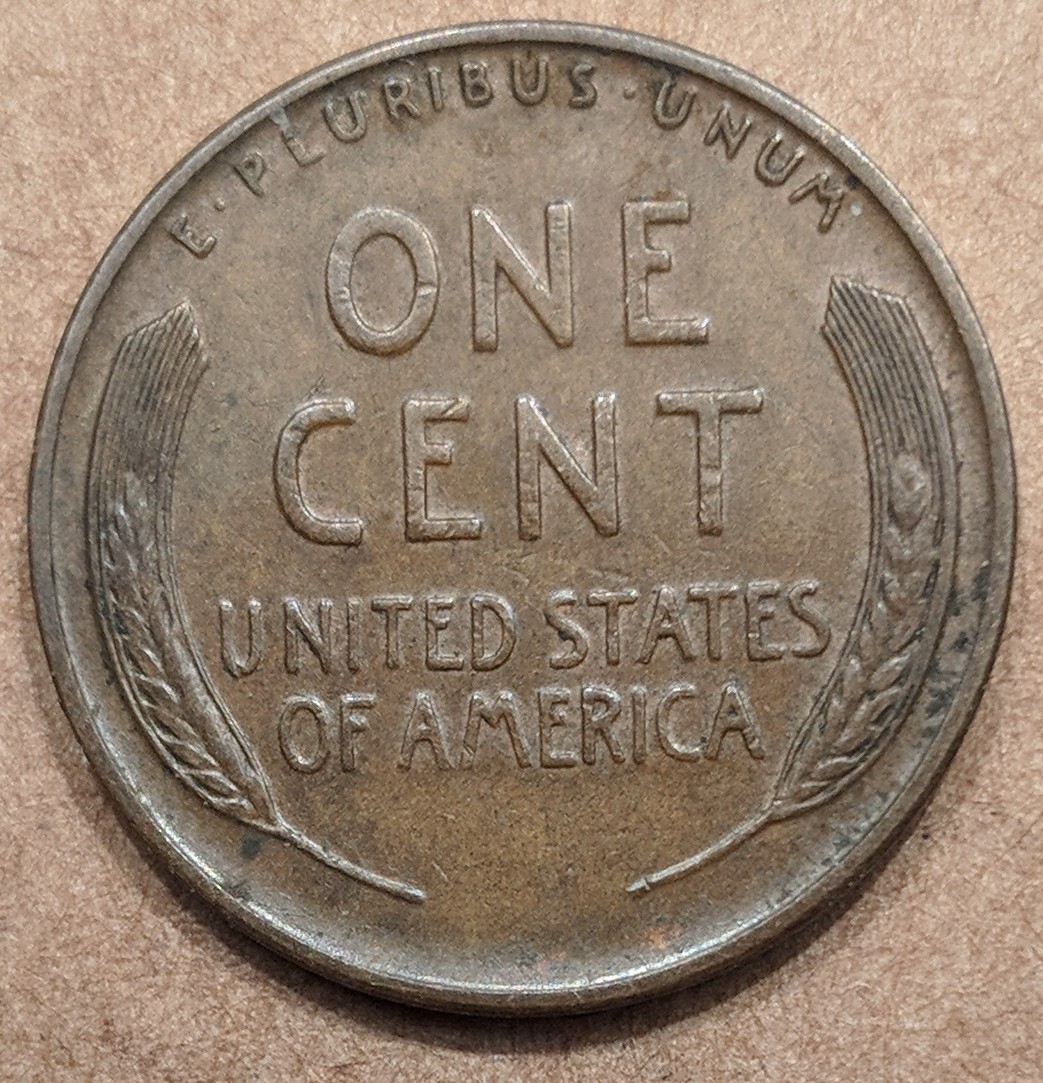 E · PLURIBUS · UNUM
ONE
CENT
UNITED STATES
OF AMERICA